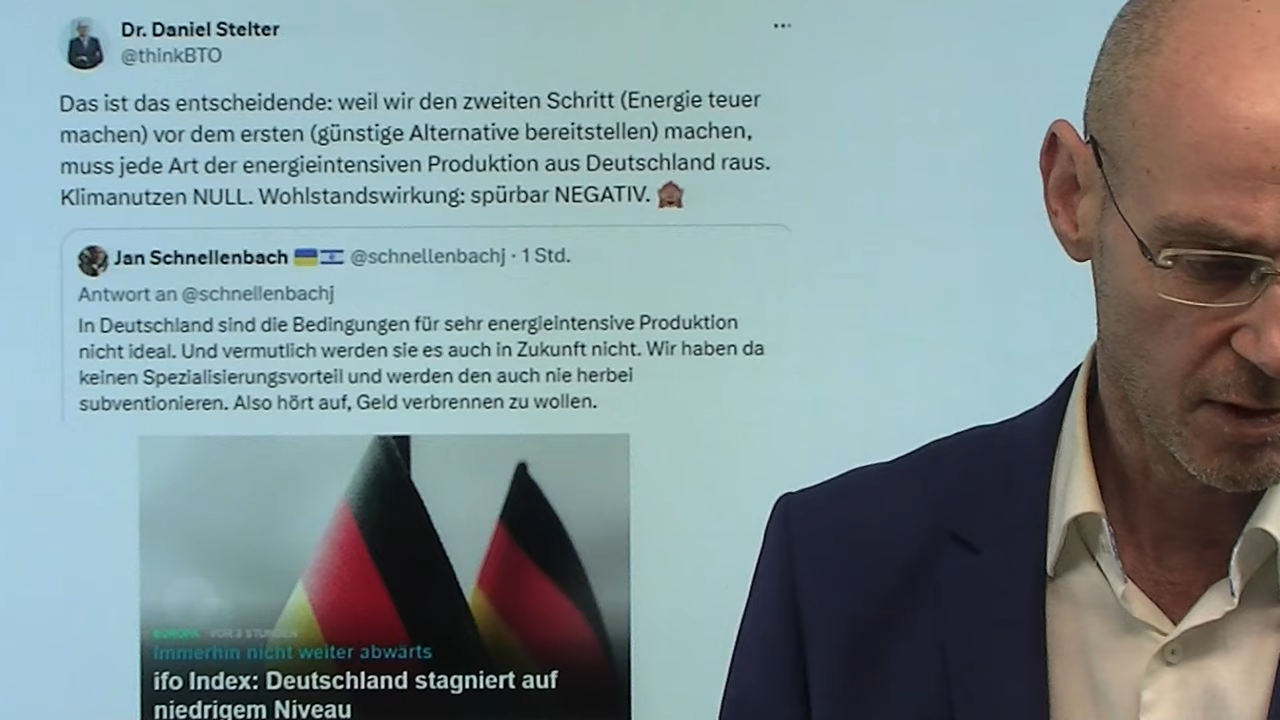 Dr. Daniel Stelter
@thinkBTO
Das ist das entscheidende: weil wir den zweiten Schritt (Energie teuer
machen) vor dem ersten (günstige Alternative bereitstellen) machen,
muss jede Art der energieintensiven Produktion aus Deutschland raus.
Klimanutzen NULL. Wohlstandswirkung: spürbar NEGATIV. 🙈
Jan Schnellenbach 🇺🇦🇮🇱 @schnellenbachj · 1 Std.
Antwort an @schnellenbachj
In Deutschland sind die Bedingungen für sehr energieintensive Produktion
nicht ideal. Und vermutlich werden sie es auch in Zukunft nicht. Wir haben da
keinen Spezialisierungsvorteil und werden den auch nie herbei
subventionieren. Also hört auf, Geld verbrennen zu wollen.
EUROPA VOR 3 STUNDEN
Immerhin nicht weiter abwärts
ifo Index: Deutschland stagniert auf
niedrigem Niveau